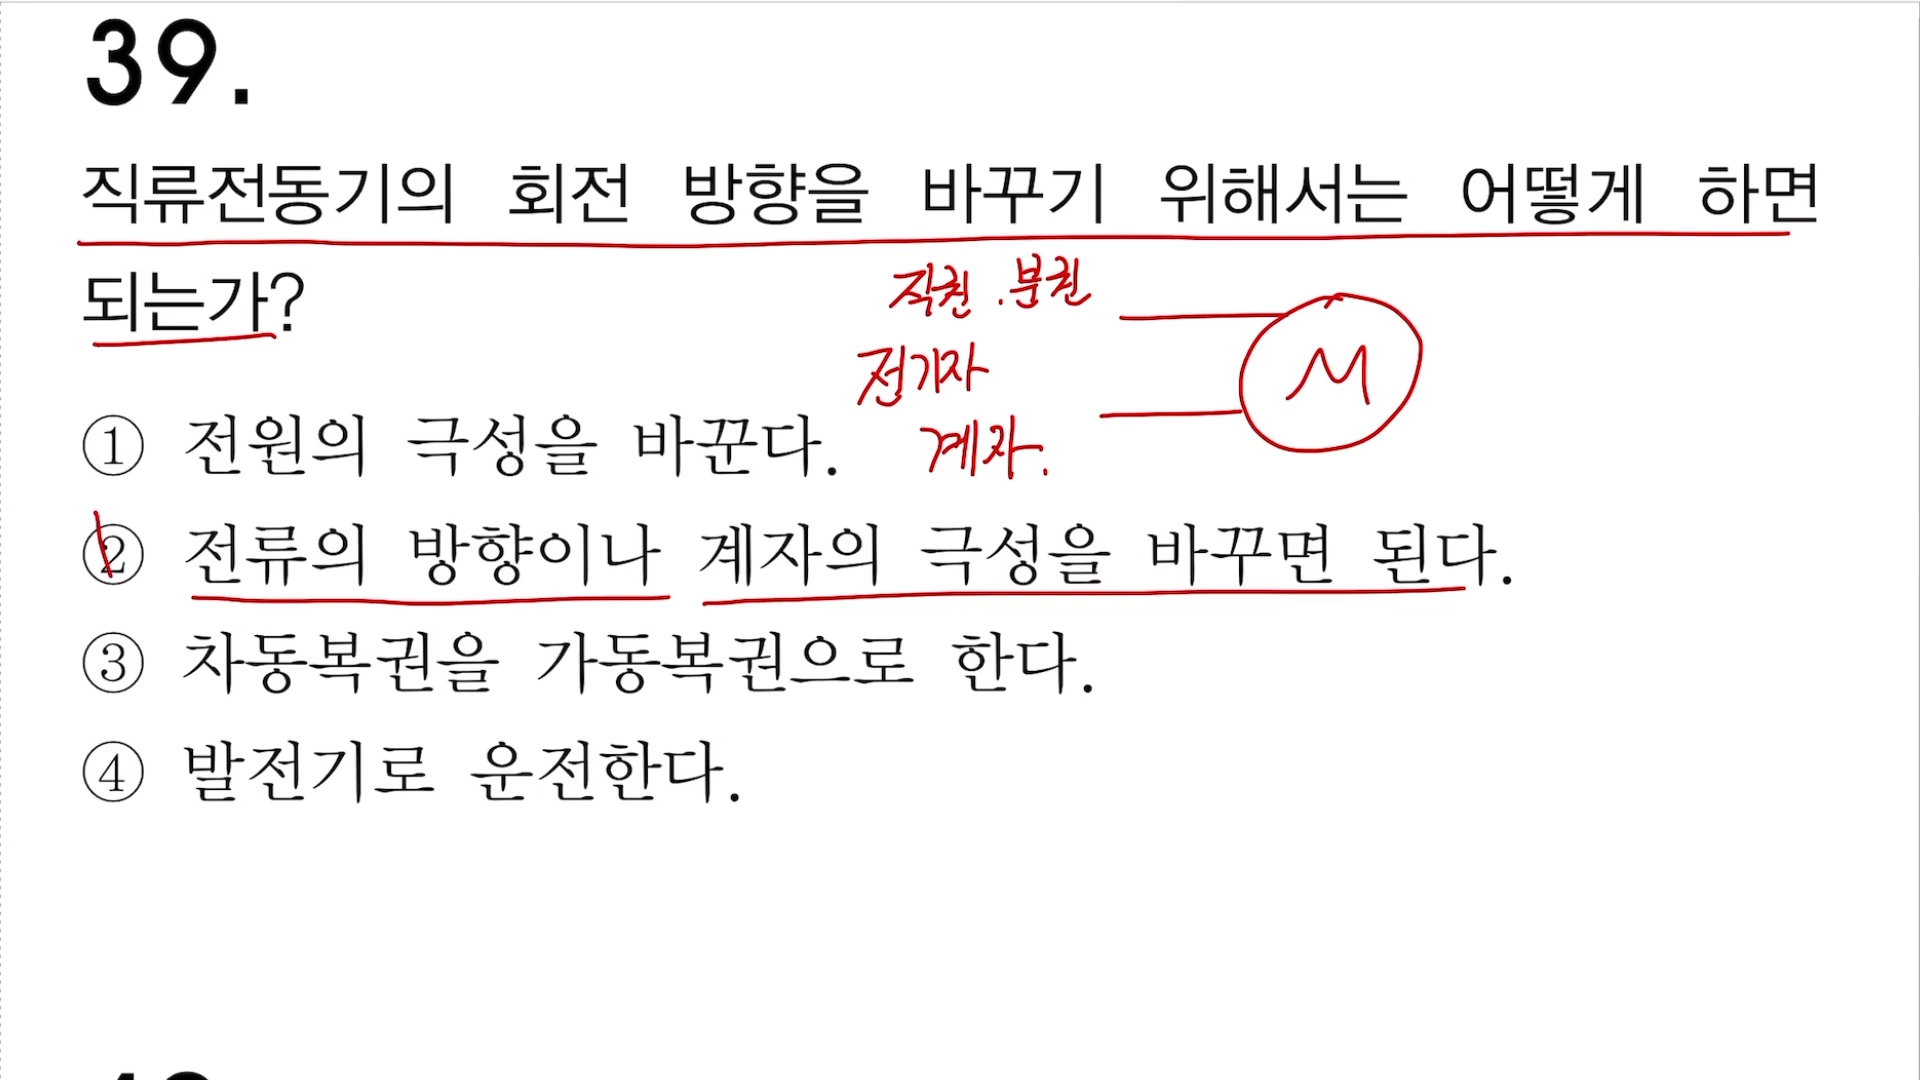 39.
직류전동기의 회전 방향을 바꾸기 위해서는 어떻게 하면
되는가?
직권.분권
전기자
계자.
M
① 전원의 극성을 바꾼다.
② 전류의 방향이나 계자의 극성을 바꾸면 된다.
③ 차동복권을 가동복권으로 한다.
④ 발전기로 운전한다.